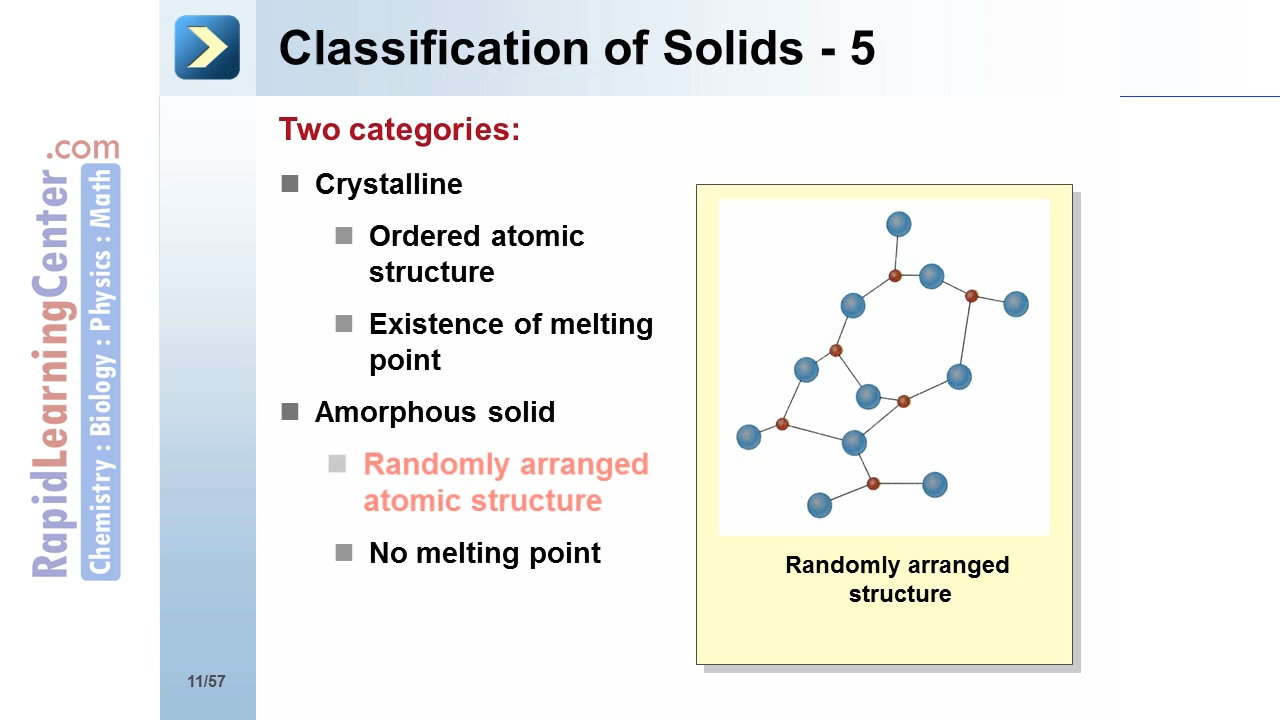 Classification of Solids - 5
Two categories:
Crystalline
Ordered atomic
structure
Existence of melting
point
Amorphous solid
Randomly arranged
atomic structure
No melting point
Randomly arranged
structure
RapidLearningCenter
.com
Chemistry : Biology : Physics : Math
11/57